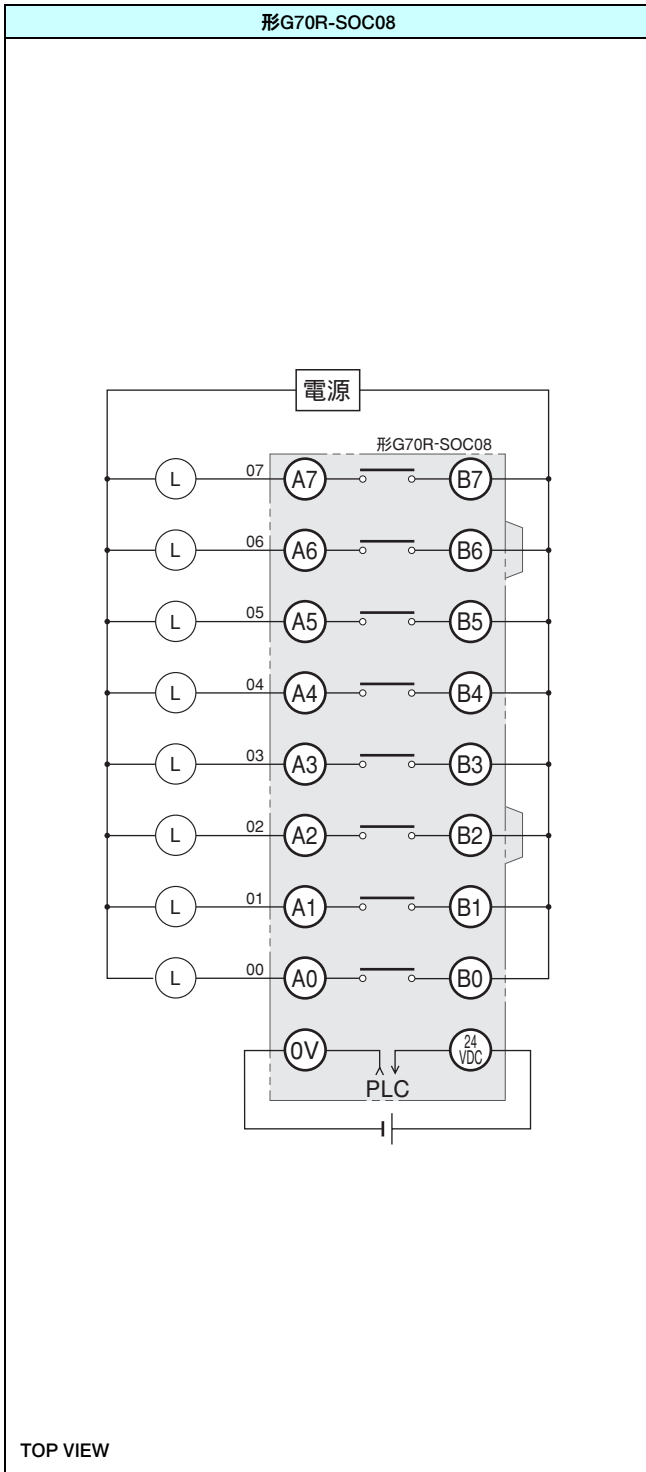 形G70R-SOC08
電源
形G70R-SOC08
L 07 A7 B7
L 06 A6 B6
L 05 A5 B5
L 04 A4 B4
L 03 A3 B3
L 02 A2 B2
L 01 A1 B1
L 00 A0 B0
0V 24
VDC
PLC
TOP VIEW